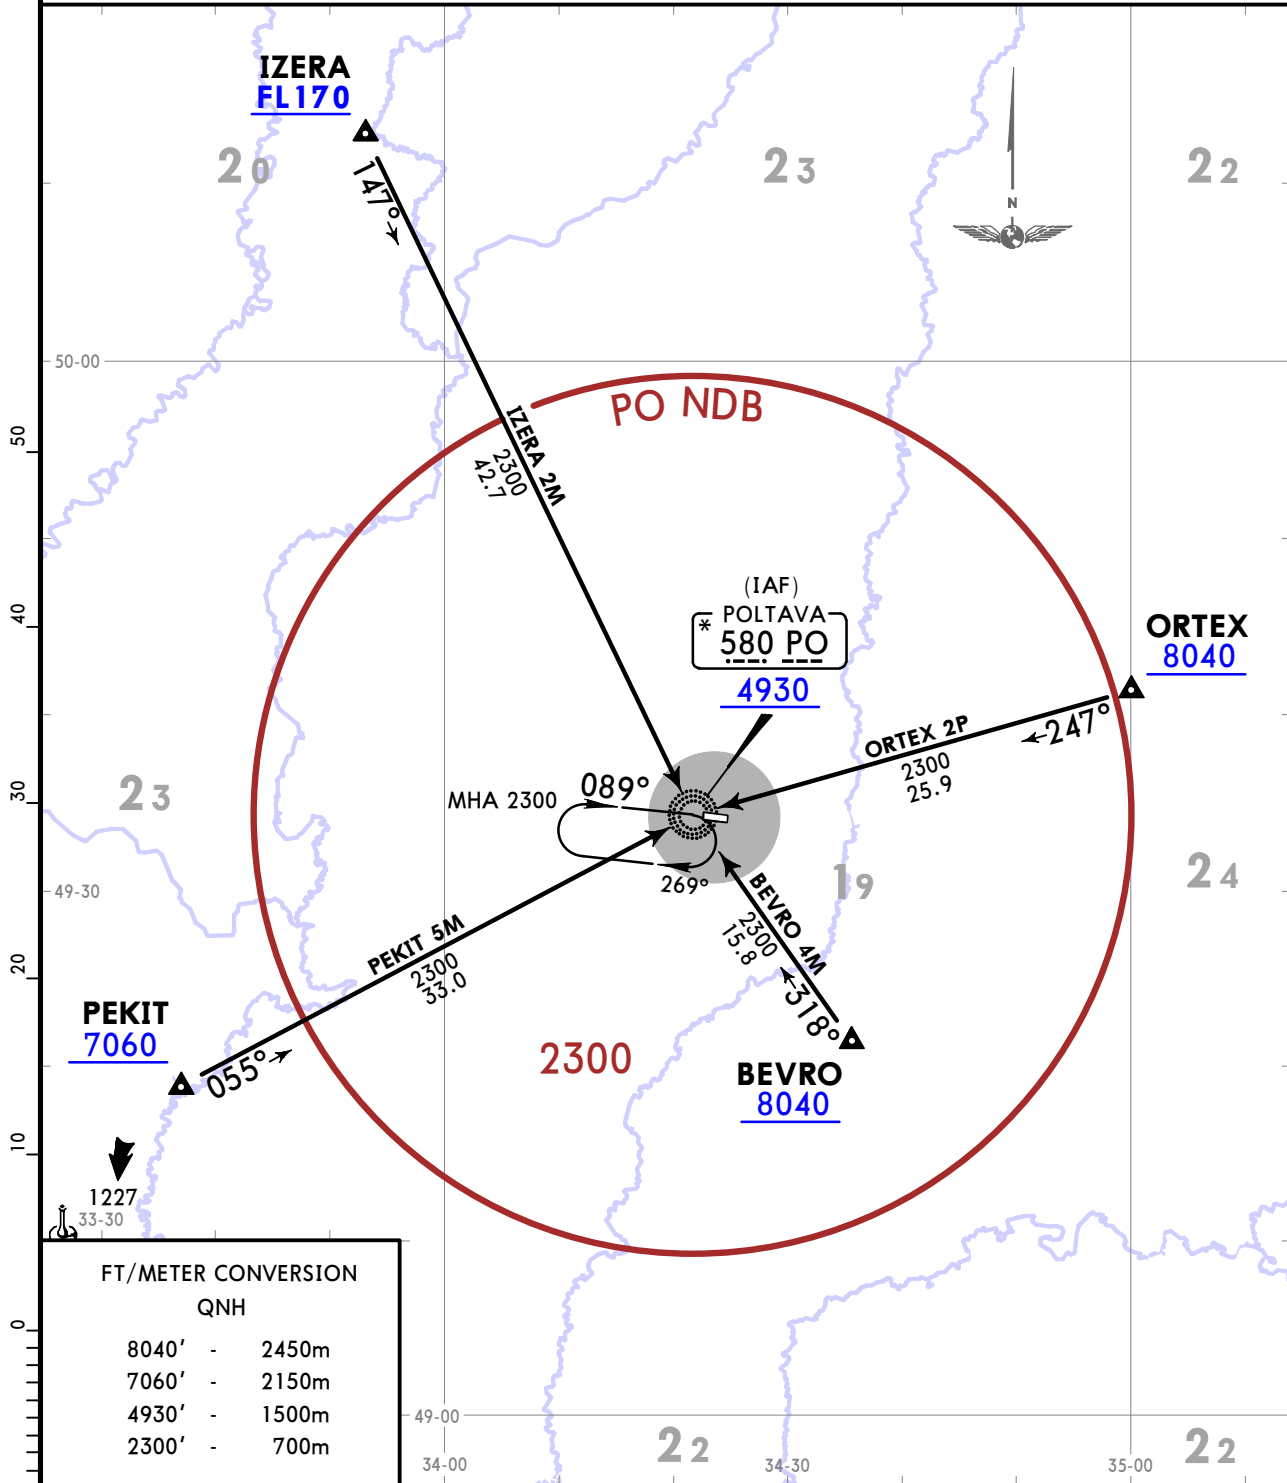 IZERA
FL170
147°
20
23
22
N
50-00
PO NDB
IZERA 2M
2300
42.7
50
40
30
20
10
0
(IAF)
* POLTAVA
580 PO
4930
ORTEX
8040
247°
ORTEX 2P
2300
25.9
MHA 2300
089°
269°
23
49-30
19
24
BEVRO 4M
2300
15.8
318°
BEVRO
8040
PEKIT 5M
2300
33.0
PEKIT
7060
055°
2300
1227
33-30
FT/METER CONVERSION
QNH
8040' - 2450m
7060' - 2150m
4930' - 1500m
2300' - 700m
49-00
22
22
34-00
34-30
35-00